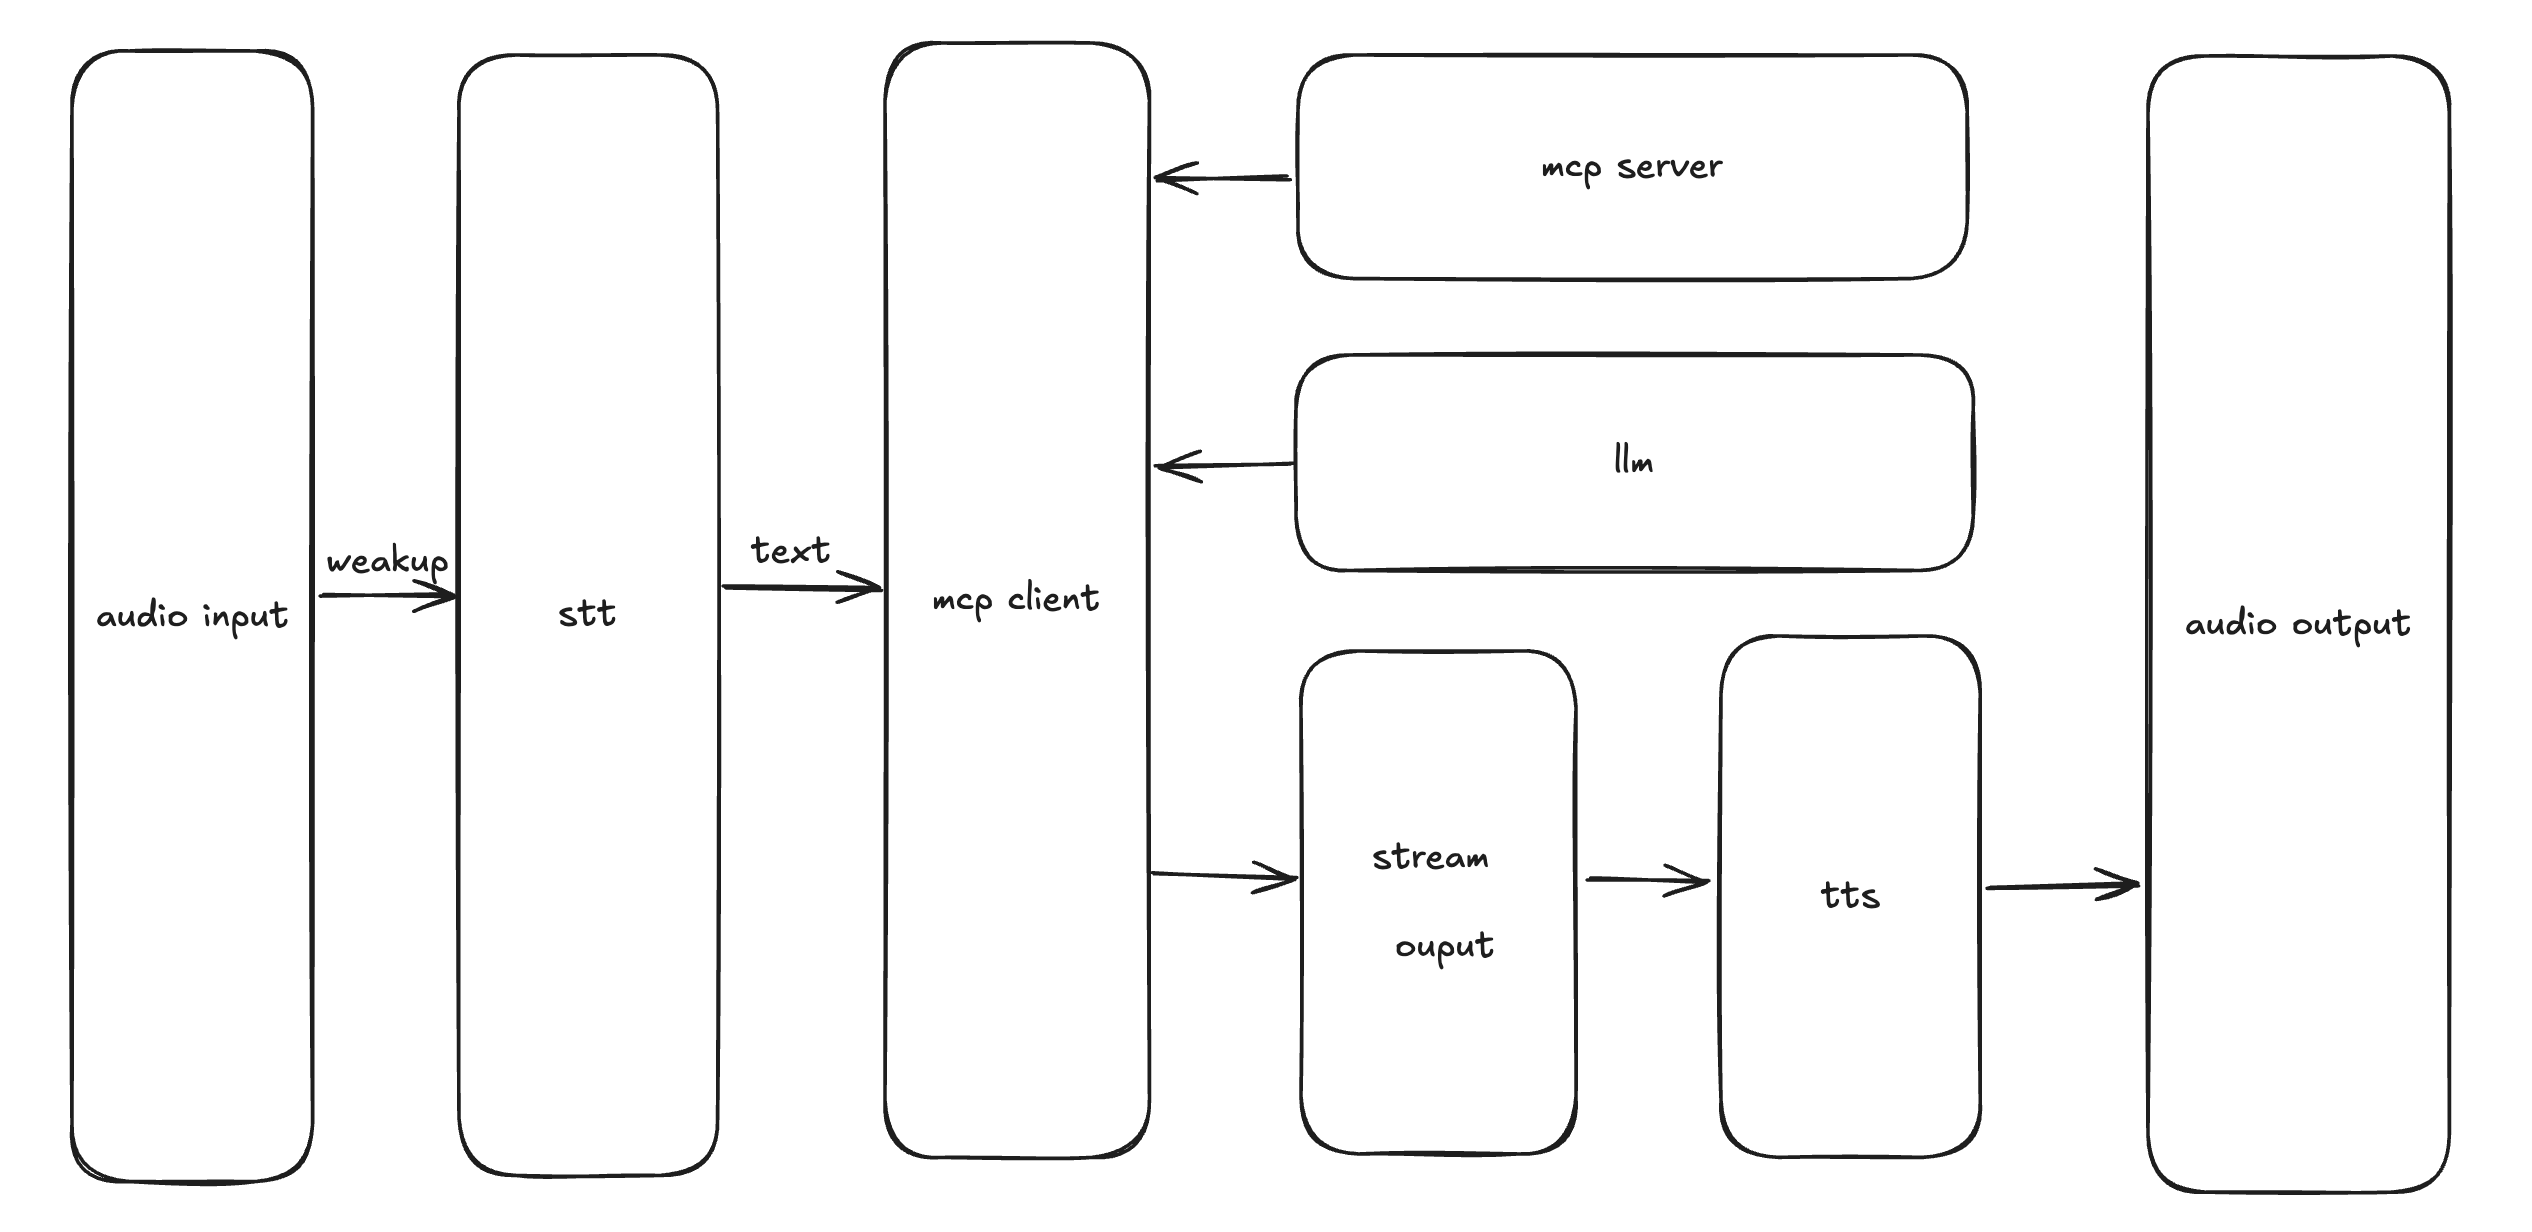 audio input
weakup
stt
text
mcp client
mcp server
llm
stream
ouput
tts
audio output